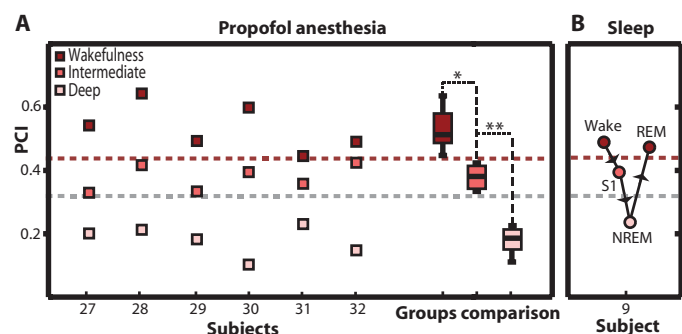 A
Propofol anesthesia
Wakefulness
Intermediate
Deep
PCI
0.6
0.4
0.2
*
**
27 28 29 30 31 32
Subjects
Groups comparison
B
Sleep
Wake
REM
S1
NREM
9
Subject